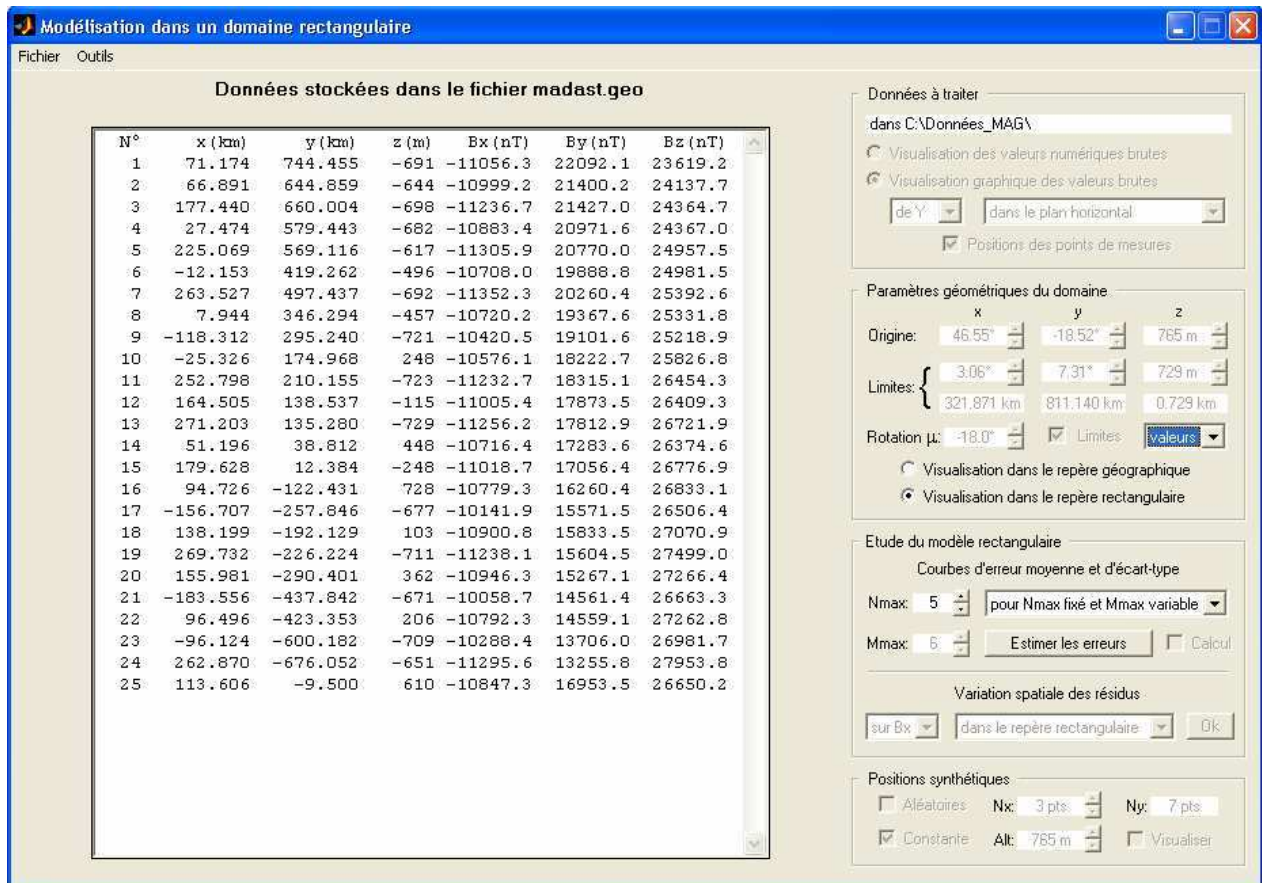 Modélisation dans un domaine rectangulaire
Fichier Outils
Données stockées dans le fichier madast.geo
N° x(km) y(km) z(m) Bx(nT) By(nT) Bz(nT)
1 71.174 744.455 -691 -11056.3 22092.1 23619.2
2 66.891 644.859 -644 -10999.2 21400.2 24137.7
3 177.440 660.004 -698 -11236.7 21427.0 24364.7
4 27.474 579.443 -682 -10883.4 20971.6 24367.0
5 225.069 569.116 -617 -11305.9 20770.0 24957.5
6 -12.153 419.262 -496 -10708.0 19888.8 24981.5
7 263.527 497.437 -692 -11352.3 20260.4 25392.6
8 7.944 346.294 -457 -10720.2 19367.6 25331.8
9 -118.312 295.240 -721 -10420.5 19101.6 25218.9
10 -25.326 174.968 248 -10576.1 18222.7 25826.8
11 252.798 210.155 -723 -11232.7 18315.1 26454.3
12 164.505 138.537 -115 -11005.4 17873.5 26409.3
13 271.203 135.280 -729 -11256.2 17812.9 26721.9
14 51.196 38.812 448 -10716.4 17283.6 26374.6
15 179.628 12.384 -248 -11018.7 17056.4 26776.9
16 94.726 -122.431 728 -10779.3 16260.4 26833.1
17 -156.707 -257.846 -677 -10141.9 15571.5 26506.4
18 138.199 -192.129 103 -10900.8 15833.5 27070.9
19 269.732 -226.224 -711 -11238.1 15604.5 27499.0
20 155.981 -290.401 362 -10946.3 15267.1 27266.4
21 -183.556 -437.842 -671 -10058.7 14561.4 26663.3
22 96.496 -423.353 206 -10792.3 14559.1 27262.8
23 -96.124 -600.182 -709 -10288.4 13706.0 26981.7
24 262.870 -676.052 -651 -11295.6 13255.8 27953.8
25 113.606 -9.500 610 -10847.3 16953.5 26650.2
Données à traiter
dans C:\Données_MAG\
Visualisation des valeurs numériques brutes
Visualisation graphique des valeurs brutes
de Y dans le plan horizontal
Positions des points de mesures
Paramètres géométriques du domaine
x y z
Origine: 46.55° -18.52° 765 m
Limites: { 3.06° 7.31° 729 m
321.871 km 811.140 km 0.729 km
Rotation µ: -18.0° Limites valeurs
Visualisation dans le repère géographique
Visualisation dans le repère rectangulaire
Etude du modèle rectangulaire
Courbes d'erreur moyenne et d'écart-type
Nmax: 5 pour Nmax fixé et Mmax variable
Mmax: 6 Estimer les erreurs Calcul
Variation spatiale des résidus
sur Bx dans le repère rectangulaire Ok
Positions synthétiques
Aléatoires Nx: 3 pts Ny: 7 pts
Constante Alt: 765 m Visualiser